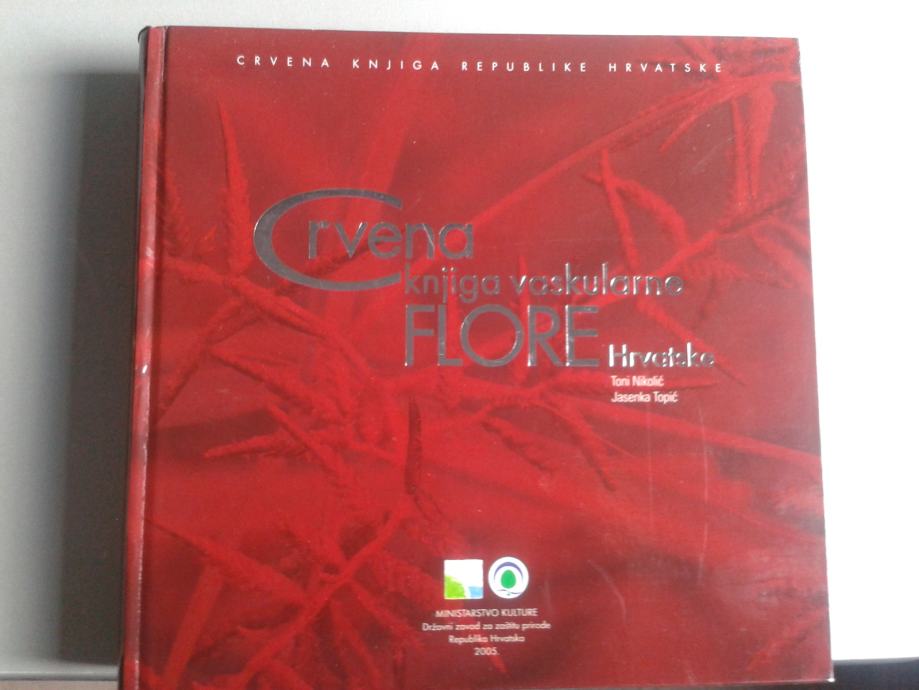 CRVENA KNJIGA REPUBLIKE HRVATSKE
Crvena
knjiga vaskularne
FLORE Hrvatske
Toni Nikolić
Jasenka Topić
MINISTARSTVO KULTURE
Državni zavod za zaštitu prirode
Republika Hrvatska
2005.